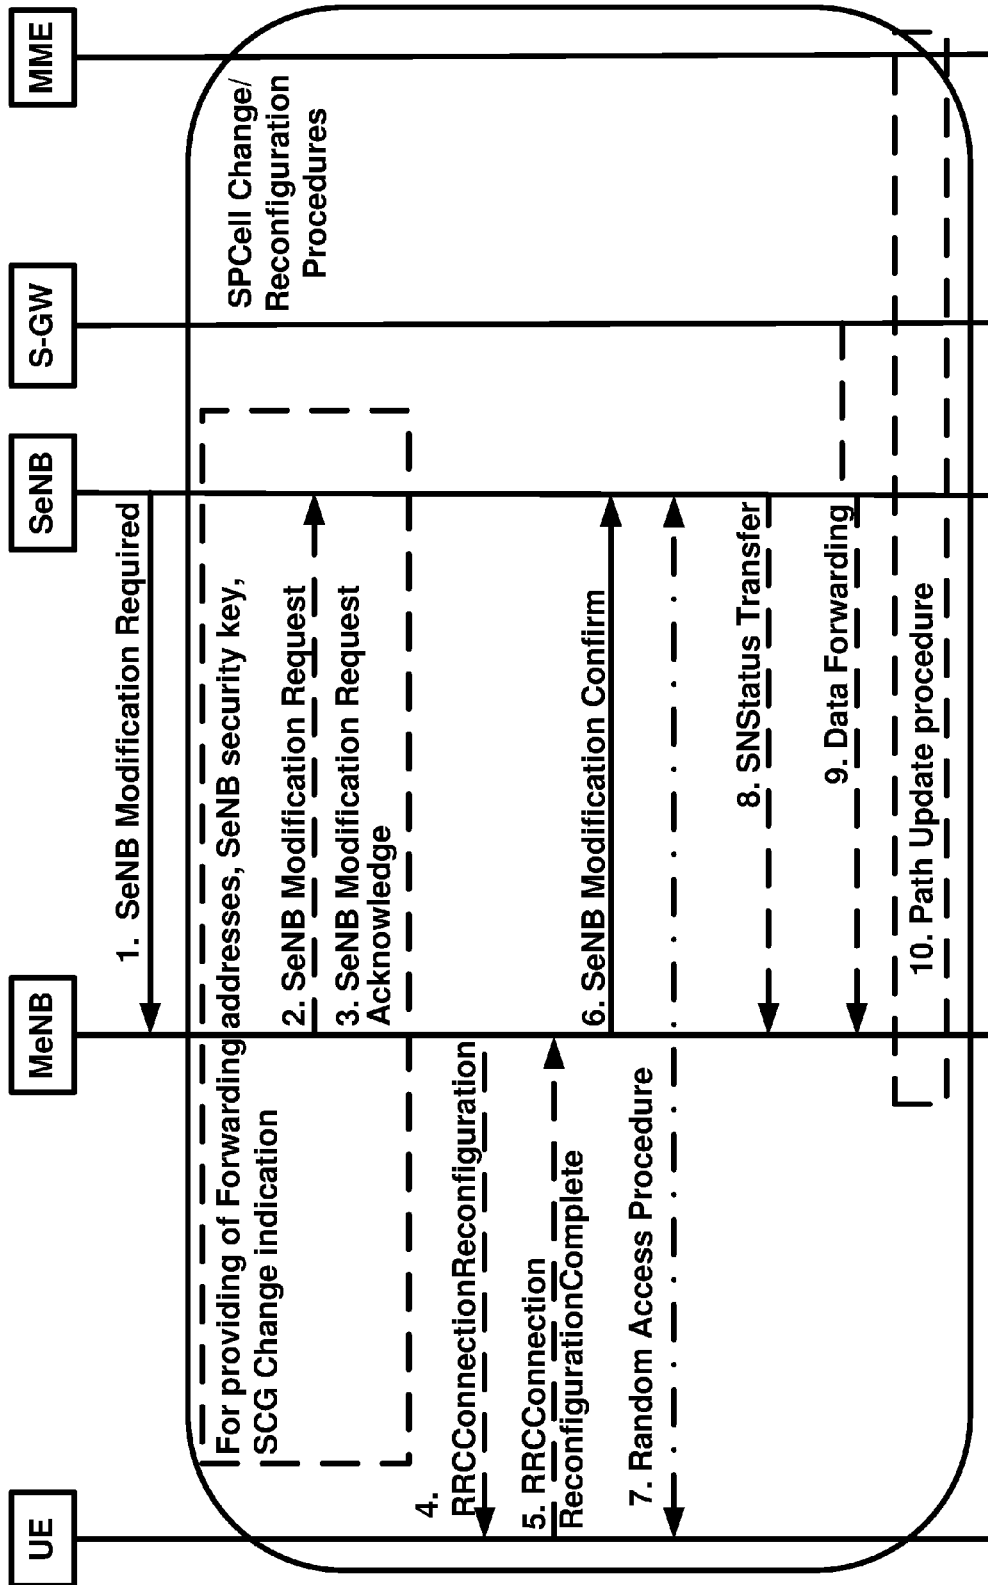 UE
MeNB
SeNB
S-GW
MME
1. SeNB Modification Required
For providing of Forwarding addresses, SeNB security key,
SCG Change indication
SPCell Change/
Reconfiguration
Procedures
2. SeNB Modification Request
3. SeNB Modification Request
Acknowledge
4.
RRCConnectionReconfiguration
5. RRCConnection
ReconfigurationComplete
6. SeNB Modification Confirm
7. Random Access Procedure
8. SNStatus Transfer
9. Data Forwarding
10. Path Update procedure